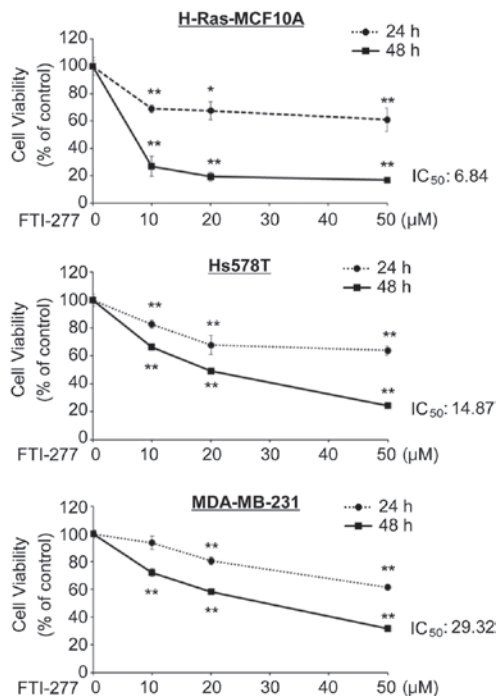 H-Ras-MCF10A
24 h
48 h
Cell Viability
(% of control)
120
100
80
60
40
20
0
** * **
** ** **
IC50: 6.84
FTI-277 0 10 20 30 40 50 (μM)
Hs578T
24 h
48 h
Cell Viability
(% of control)
120
100
80
60
40
20
0
** ** **
** ** **
IC50: 14.87
FTI-277 0 10 20 30 40 50 (μM)
MDA-MB-231
24 h
48 h
Cell Viability
(% of control)
120
100
80
60
40
20
0
** **
** ** **
IC50: 29.32
FTI-277 0 10 20 30 40 50 (μM)